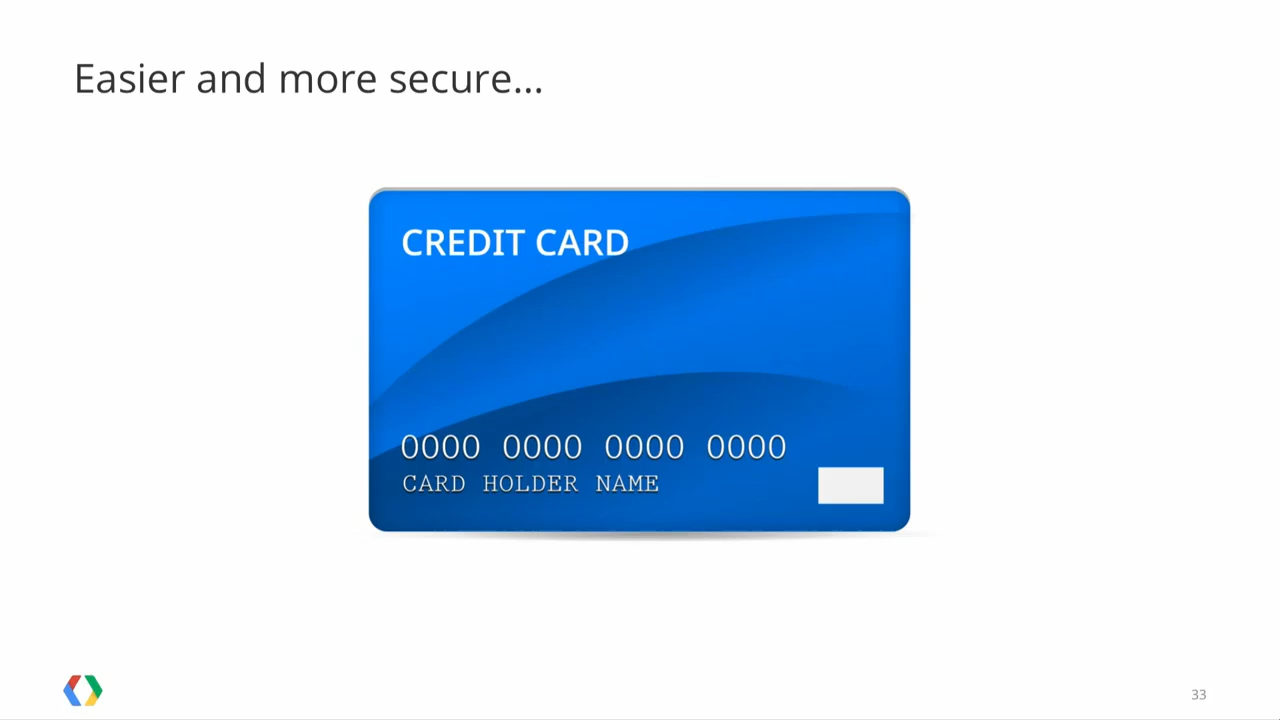 Easier and more secure...
CREDIT CARD
0000 0000 0000 0000
CARD HOLDER NAME
33